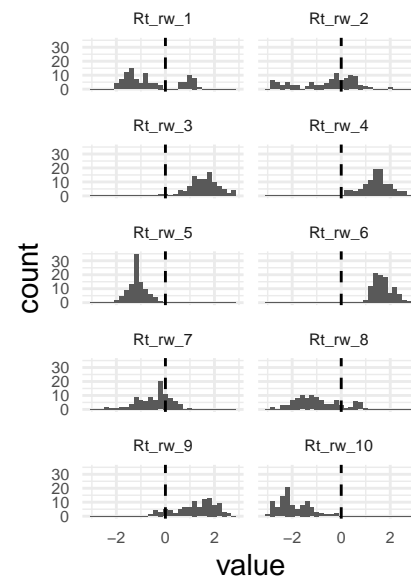 Rt_rw_1 Rt_rw_2
30
20
10
0
Rt_rw_3 Rt_rw_4
30
20
10
0
Rt_rw_5 Rt_rw_6
30
20
10
0
count
Rt_rw_7 Rt_rw_8
30
20
10
0
Rt_rw_9 Rt_rw_10
30
20
10
0
−2 0 2 −2 0 2
value